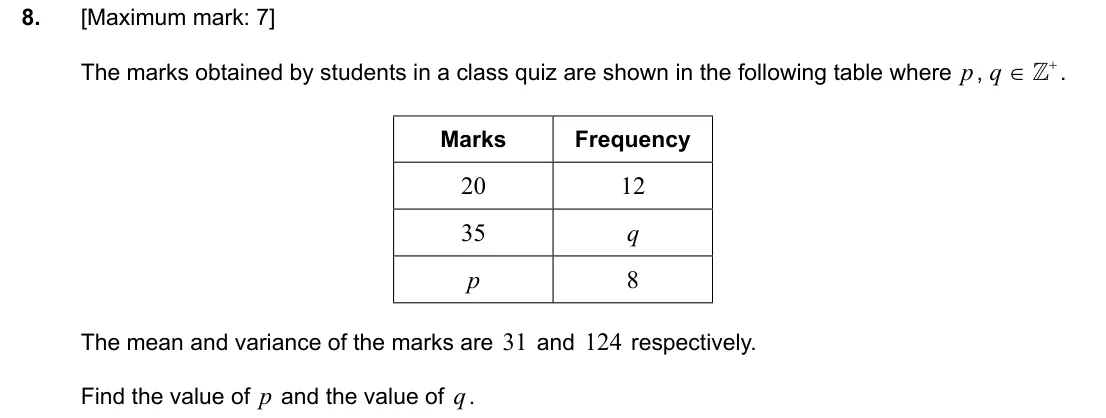 8. [Maximum mark: 7]
The marks obtained by students in a class quiz are shown in the following table where p, q ∈ ℤ⁺.
Marks Frequency
20 12
35 q
p 8
The mean and variance of the marks are 31 and 124 respectively.
Find the value of p and the value of q.